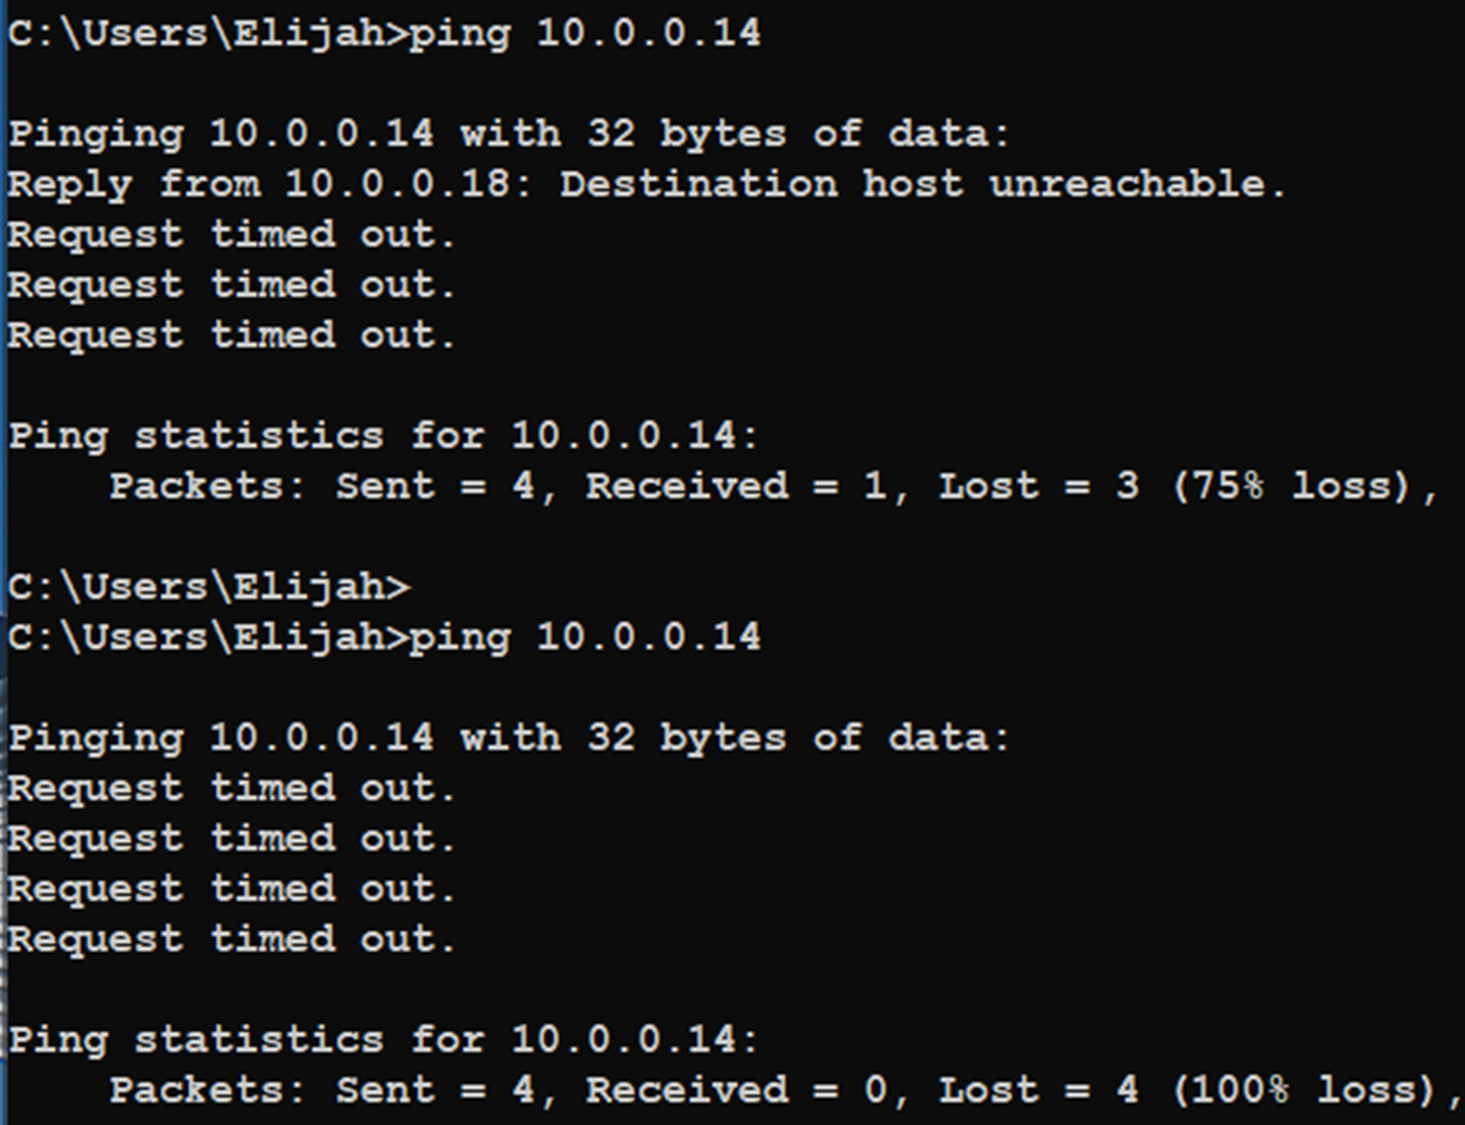 C:\Users\Elijah>ping 10.0.0.14
Pinging 10.0.0.14 with 32 bytes of data:
Reply from 10.0.0.18: Destination host unreachable.
Request timed out.
Request timed out.
Request timed out.
Ping statistics for 10.0.0.14:
Packets: Sent = 4, Received = 1, Lost = 3 (75% loss),
C:\Users\Elijah>
C:\Users\Elijah>ping 10.0.0.14
Pinging 10.0.0.14 with 32 bytes of data:
Request timed out.
Request timed out.
Request timed out.
Request timed out.
Ping statistics for 10.0.0.14:
Packets: Sent = 4, Received = 0, Lost = 4 (100% loss),